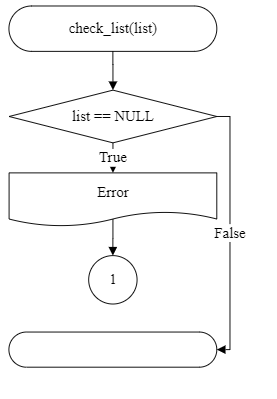 check_list(list)
list == NULL
True
Error
False
1